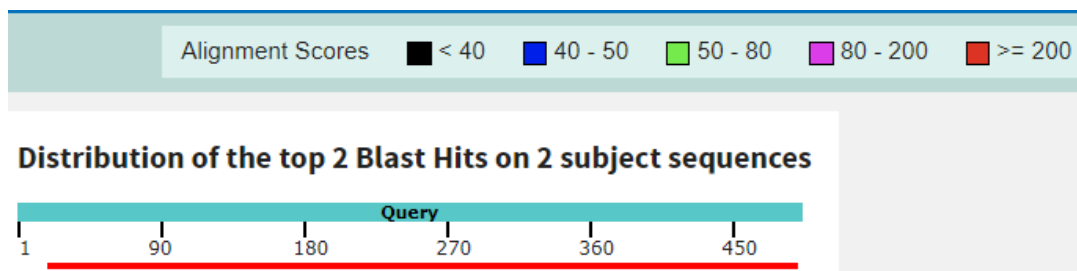 Alignment Scores < 40 40 - 50 50 - 80 80 - 200 >= 200
Distribution of the top 2 Blast Hits on 2 subject sequences
Query
1 90 180 270 360 450